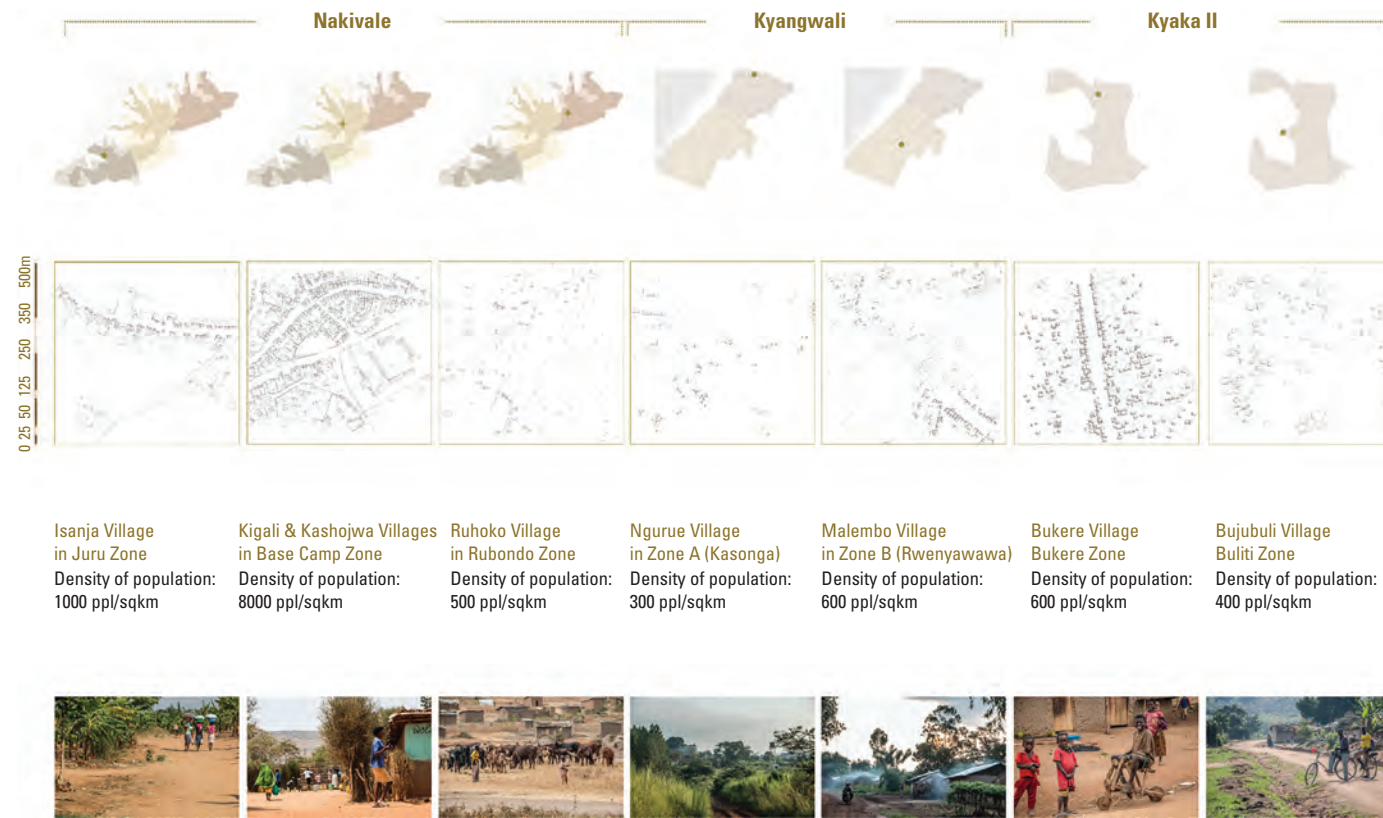 Nakivale
Kyangwali
Kyaka II
500m
350
250
125
50
25
0
Isanja Village
in Juru Zone
Density of population:
1000 ppl/sqkm
Kigali & Kashojwa Villages
in Base Camp Zone
Density of population:
8000 ppl/sqkm
Ruhoko Village
in Rubondo Zone
Density of population:
500 ppl/sqkm
Ngurue Village
in Zone A (Kasonga)
Density of population:
300 ppl/sqkm
Malembo Village
in Zone B (Rwenyawawa)
Density of population:
600 ppl/sqkm
Bukere Village
Bukere Zone
Density of population:
600 ppl/sqkm
Bujubuli Village
Buliti Zone
Density of population:
400 ppl/sqkm